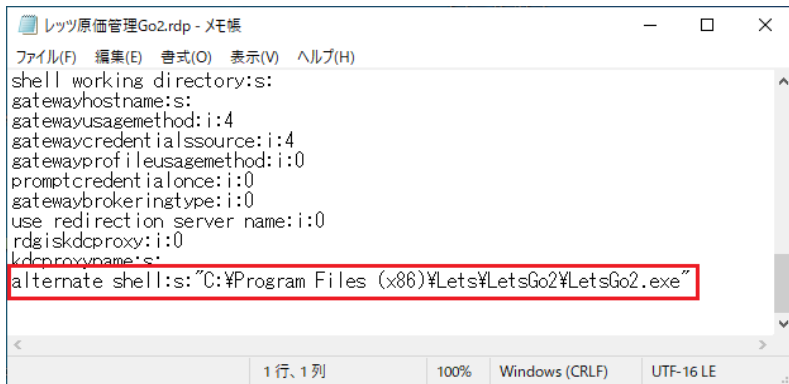 レッツ原価管理Go2.rdp - メモ帳
ファイル(F) 編集(E) 書式(O) 表示(V) ヘルプ(H)
shell working directory:s:
gatewayhostname:s:
gatewayusagemethod:i:4
gatewaycredentialssource:i:4
gatewayprofileusagemethod:i:0
promptcredentialonce:i:0
gatewaybrokeringtype:i:0
use redirection server name:i:0
rdgiskdcproxy:i:0
kdcproxyname:s:
alternate shell:s:"C:¥Program Files (x86)¥Lets¥LetsGo2¥LetsGo2.exe"
1 行、1 列 100% Windows (CRLF) UTF-16 LE